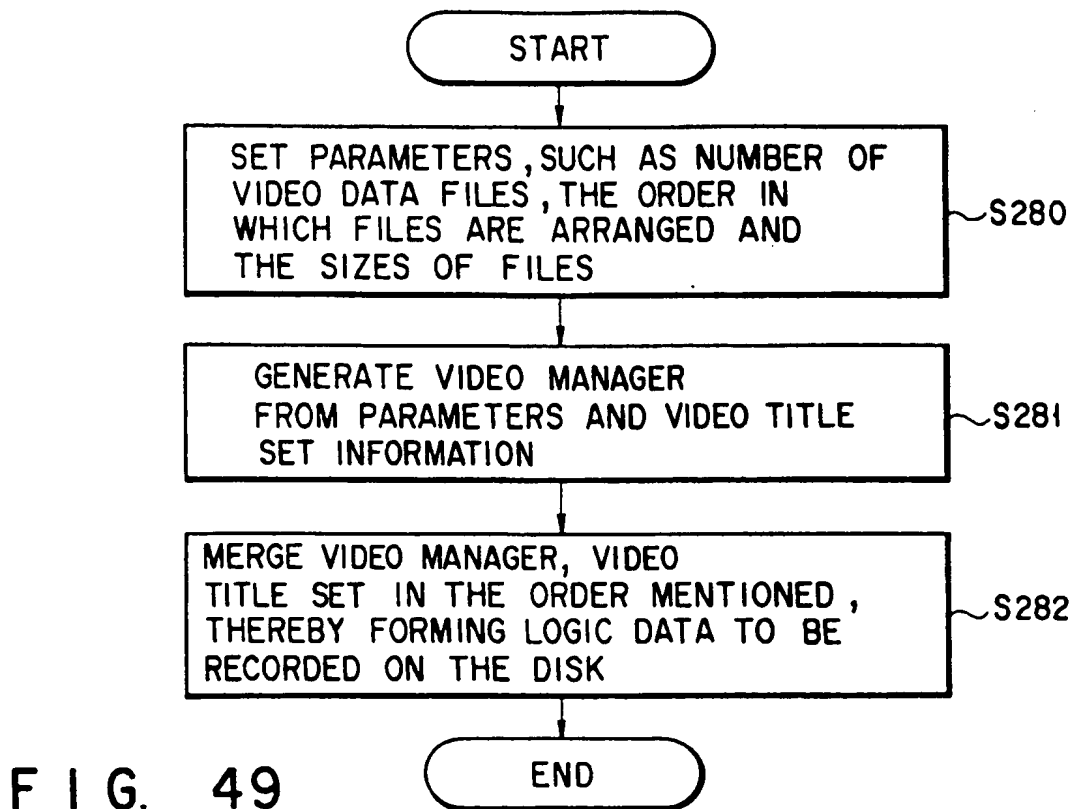 START
SET PARAMETERS, SUCH AS NUMBER OF
VIDEO DATA FILES, THE ORDER IN
WHICH FILES ARE ARRANGED AND
THE SIZES OF FILES
S280
GENERATE VIDEO MANAGER
FROM PARAMETERS AND VIDEO TITLE
SET INFORMATION
S281
MERGE VIDEO MANAGER, VIDEO
TITLE SET IN THE ORDER MENTIONED,
THEREBY FORMING LOGIC DATA TO BE
RECORDED ON THE DISK
S282
END
FIG. 49